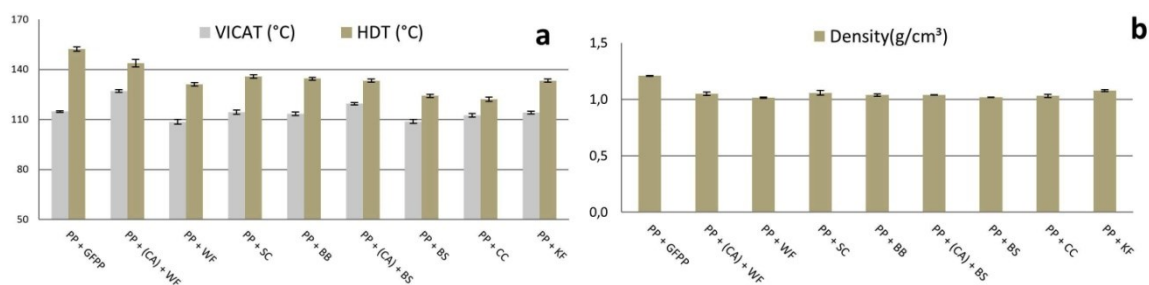 VICAT (°C) HDT (°C)
a
170
140
110
80
50
PP + GFPP
PP + (CA) + WF
PP + WF
PP + SC
PP + BB
PP + (CA) + BS
PP + BS
PP + CC
PP + KF
Density(g/cm³)
b
1,5
1,0
0,5
0,0
PP + GFPP
PP + (CA) + WF
PP + WF
PP + SC
PP + BB
PP + (CA) + BS
PP + BS
PP + CC
PP + KF